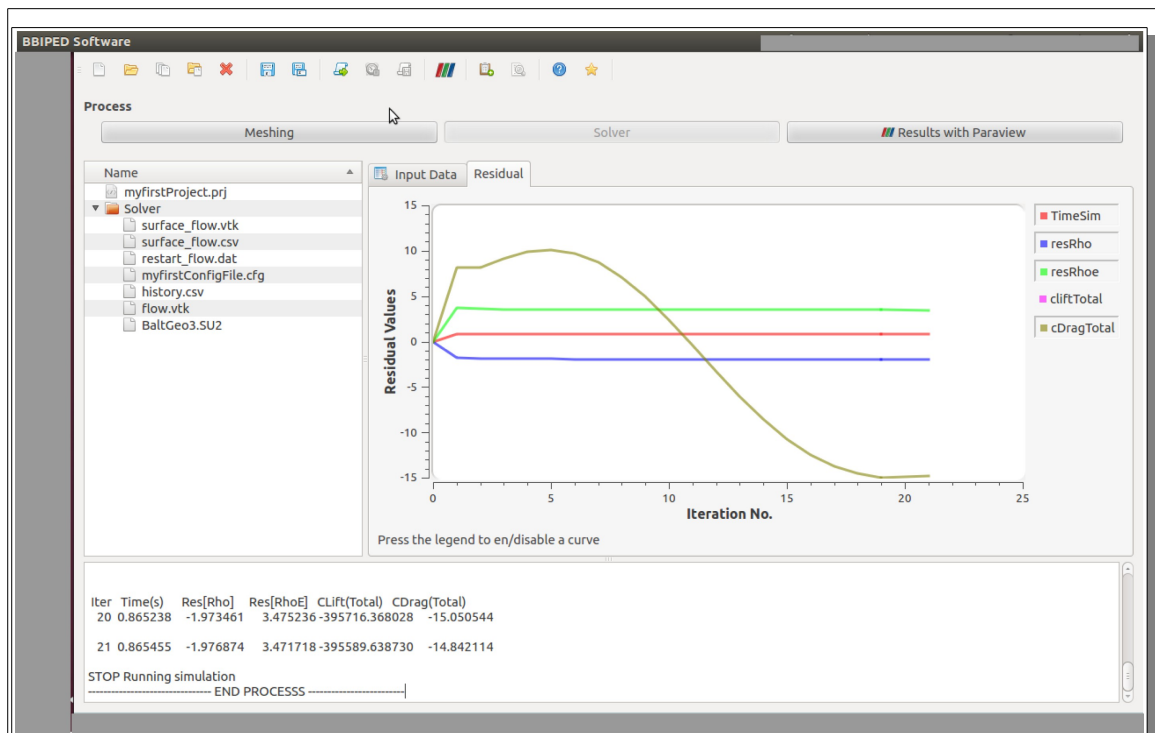 BBIPED Software
Process
Meshing
Solver
Results with Paraview
Name
myfirstProject.prj
Solver
surface_flow.vtk
surface_flow.csv
restart_flow.dat
myfirstConfigFile.cfg
history.csv
flow.vtk
BaltGeo3.SU2
Input Data
Residual
15
10
5
0
-5
-10
-15
Residual Values
0 5 10 15 20 25
Iteration No.
TimeSim
resRho
resRhoe
cliftTotal
cDragTotal
Press the legend to en/disable a curve
Iter Time(s) Res[Rho] Res[RhoE] CLift(Total) CDrag(Total)
20 0.865238 -1.973461 3.475236 -395716.368028 -15.050544
21 0.865455 -1.976874 3.471718 -395589.638730 -14.842114
STOP Running simulation
-------------------------------- END PROCESSS -------------------------|